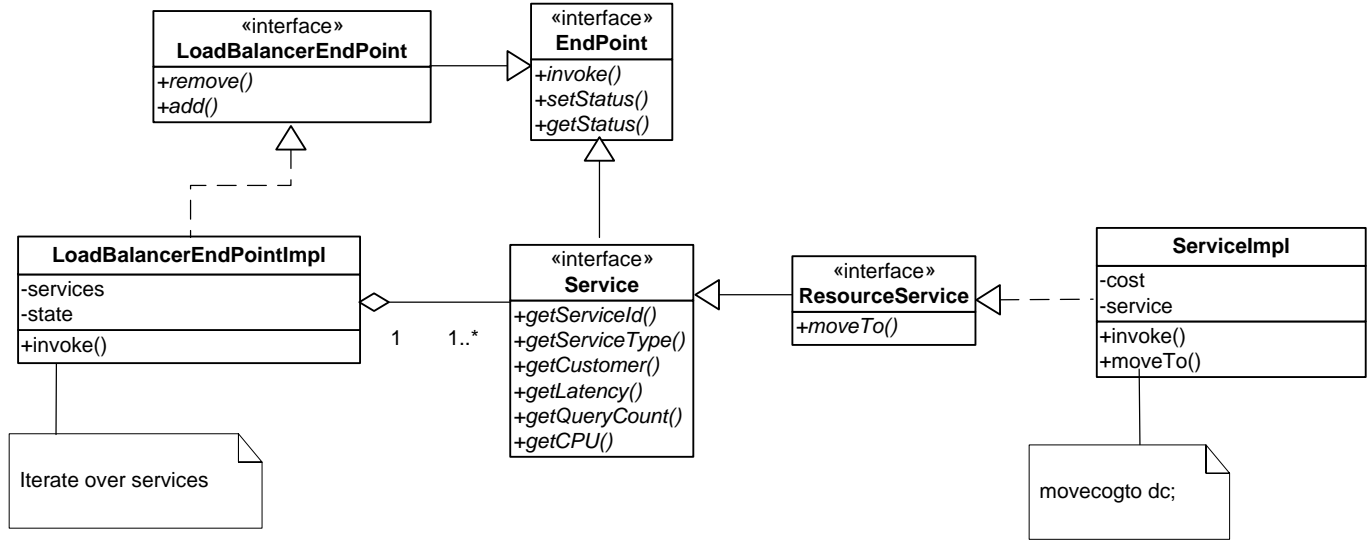 «interface»
LoadBalancerEndPoint
+remove()
+add()
«interface»
EndPoint
+invoke()
+setStatus()
+getStatus()
LoadBalancerEndPointImpl
-services
-state
+invoke()
1
1..*
«interface»
Service
+getServiceId()
+getServiceType()
+getCustomer()
+getLatency()
+getQueryCount()
+getCPU()
«interface»
ResourceService
+moveTo()
ServiceImpl
-cost
-service
+invoke()
+moveTo()
Iterate over services
movecogto dc;